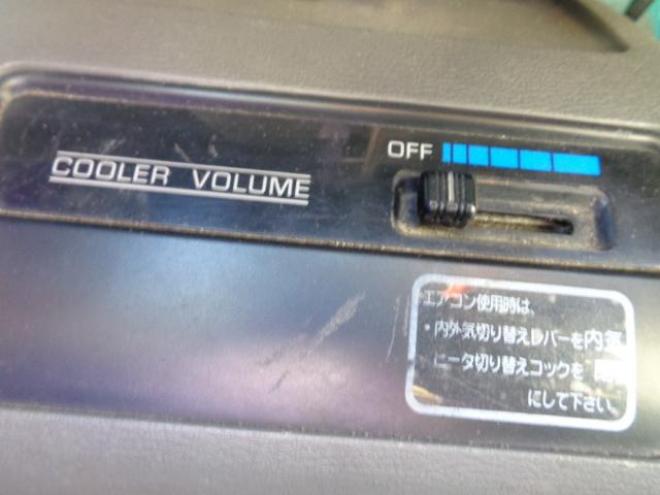 COOLER VOLUME
OFF
エアコン使用時は、
・内外気切り替えレバーを内気
ヒータ切り替えコックを
にして下さい。